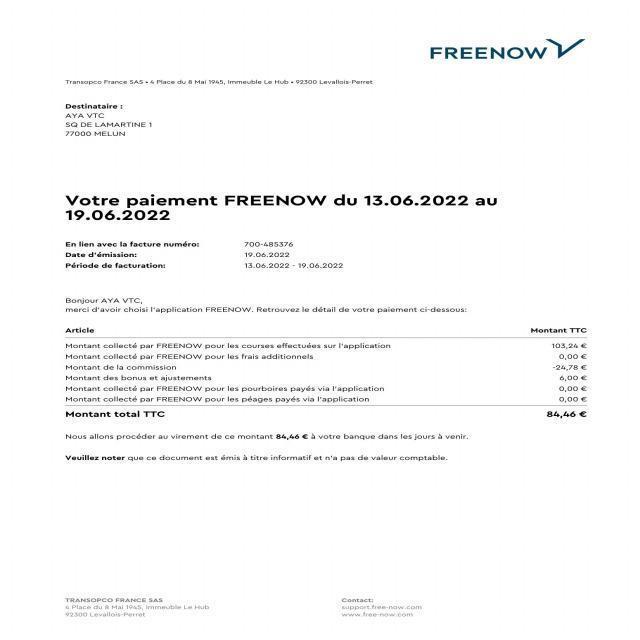 FREENOW
Transopco France SAS • 4 Place du 8 Mai 1945, Immeuble Le Hub • 92300 Levallois-Perret
Destinataire :
AYA VTC
SQ DE LAMARTINE 1
77000 MELUN
Votre paiement FREENOW du 13.06.2022 au
19.06.2022
En lien avec la facture numéro: 700-485376
Date d'émission: 19.06.2022
Période de facturation: 13.06.2022 - 19.06.2022
Bonjour AYA VTC,
merci d'avoir choisi l'application FREENOW. Retrouvez le détail de votre paiement ci-dessous:
Article Montant TTC
Montant collecté par FREENOW pour les courses effectuées sur l'application 103,24 €
Montant collecté par FREENOW pour les frais additionnels 0,00 €
Montant de la commission -24,78 €
Montant des bonus et ajustements 6,00 €
Montant collecté par FREENOW pour les pourboires payés via l'application 0,00 €
Montant collecté par FREENOW pour les péages payés via l'application 0,00 €
Montant total TTC 84,46 €
Nous allons procéder au virement de ce montant 84,46 € à votre banque dans les jours à venir.
Veuillez noter que ce document est émis à titre informatif et n'a pas de valeur comptable.
TRANSOPCO FRANCE SAS Contact:
4 Place du 8 Mai 1945, Immeuble Le Hub support.free-now.com
92300 Levallois-Perret www.free-now.com